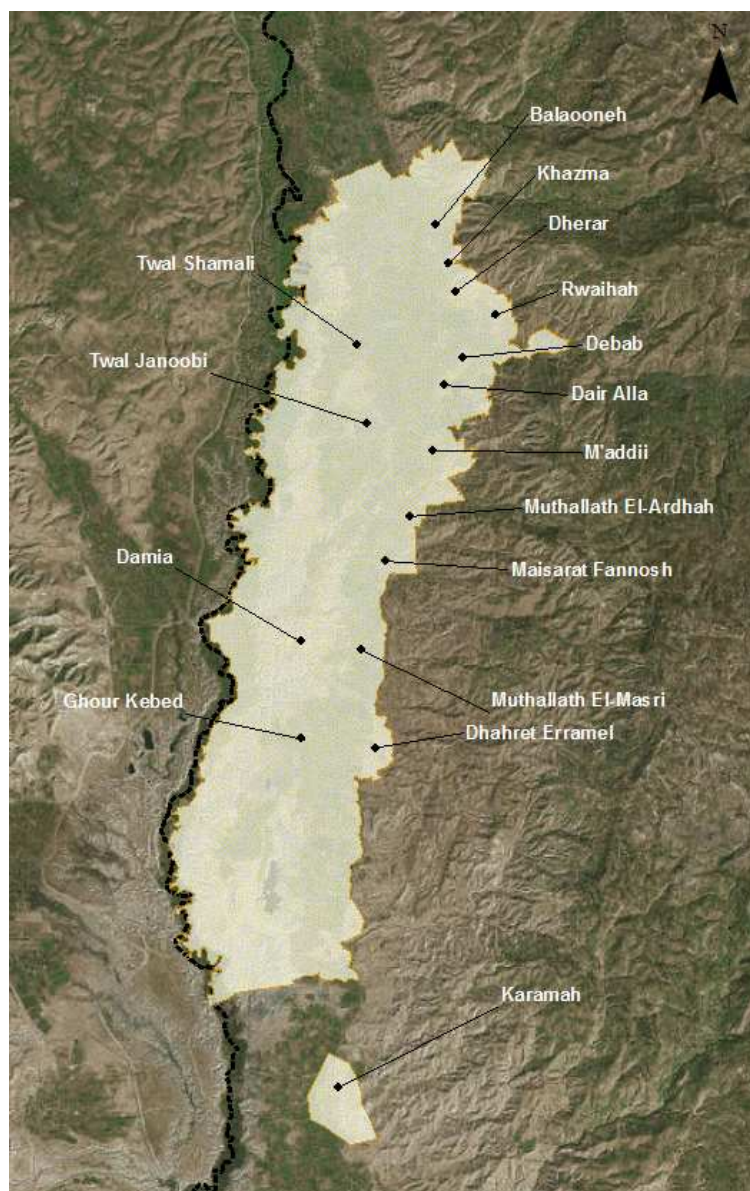 N
Balaooneh
Khazma
Dherar
Twal Shamali
Rwaihah
Debab
Twal Janoobi
Dair Alla
M'addii
Muthallath El-Ardhah
Damia
Maisarat Fannosh
Ghour Kebed
Muthallath El-Masri
Dhahret Erramel
Karamah